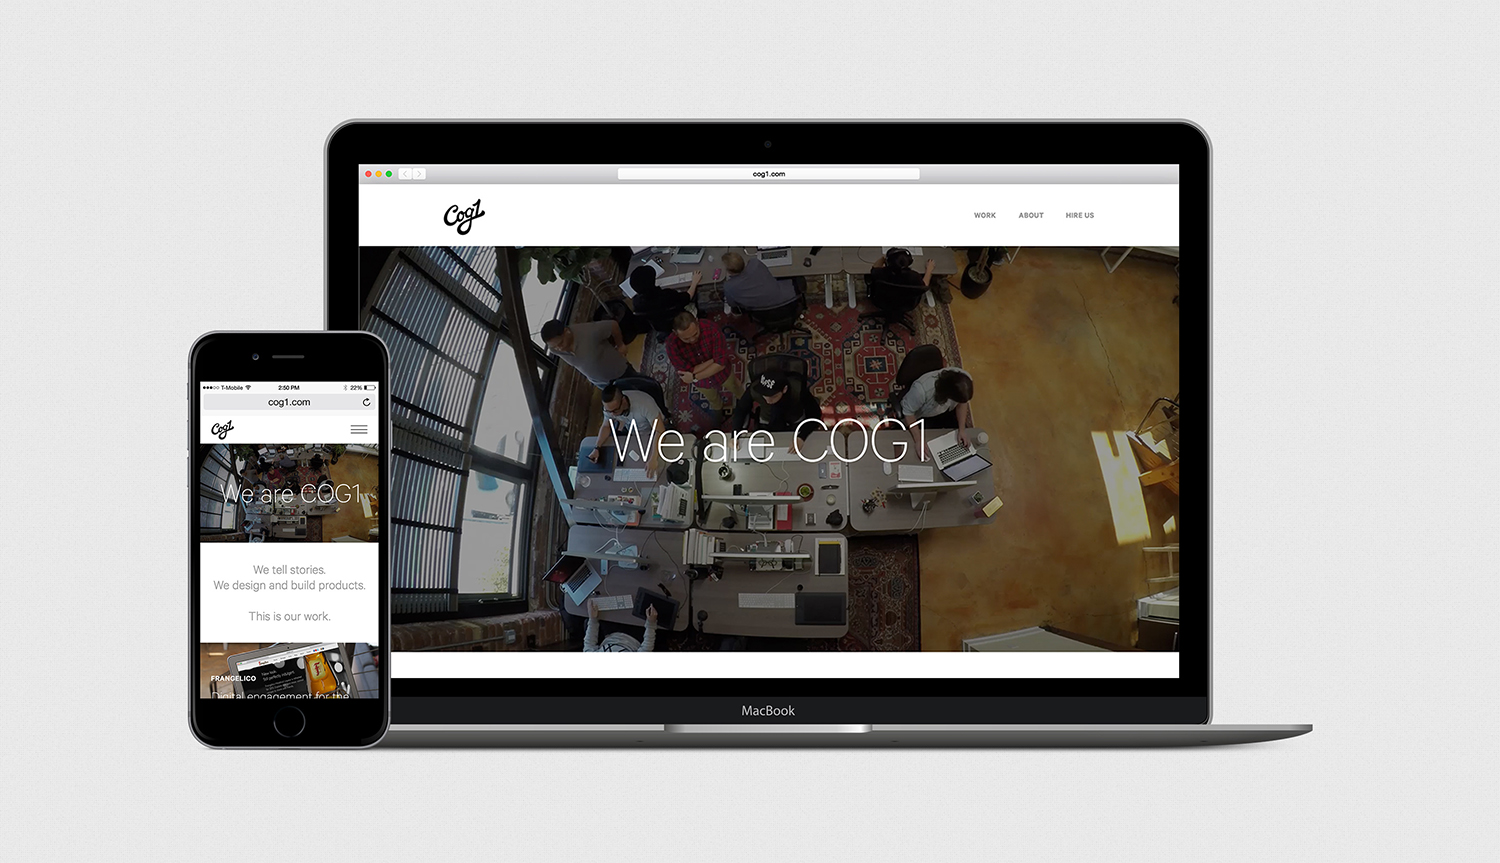 cog1.com
Cog1
WORK ABOUT HIRE US
We are COG1
MacBook
T-Mobile 2:50 PM 22%
cog1.com
Cog1
We are COG1
We tell stories.
We design and build products.
This is our work.
FRANGELICO
Digital engagement for the